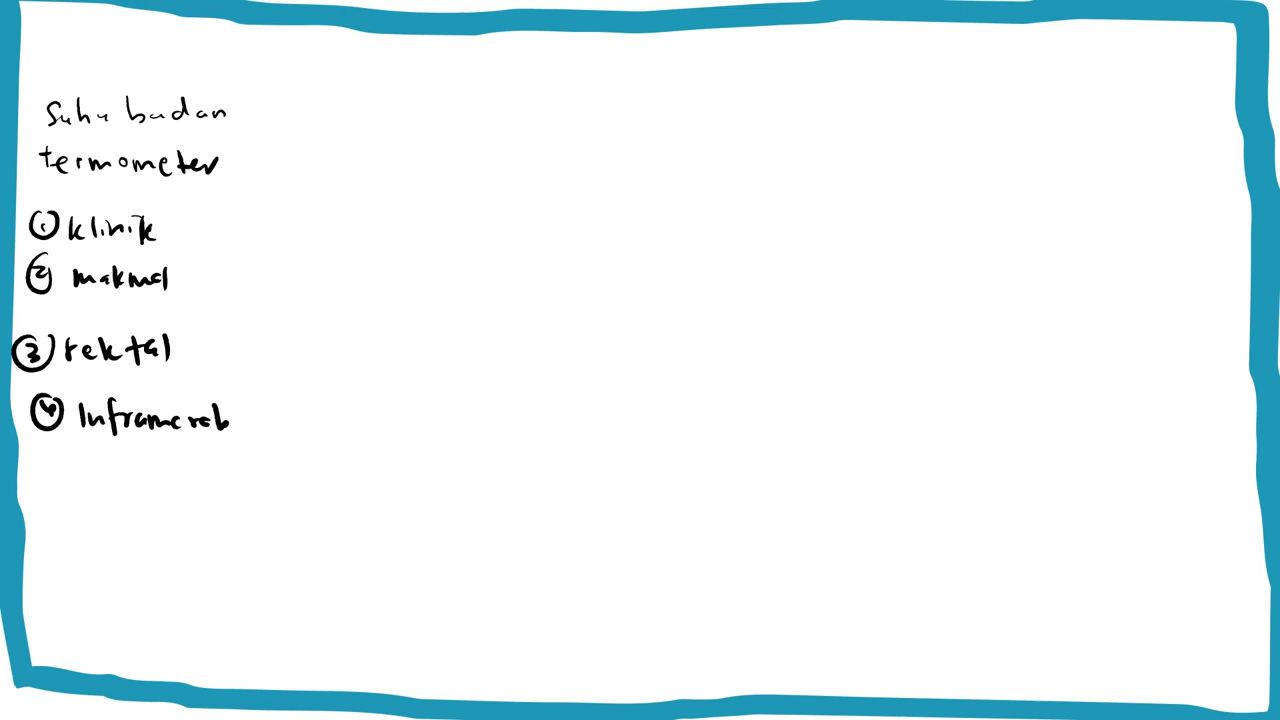 Suhu badan
termometer
① klinik
② makmal
③ rektal
④ Inframerah